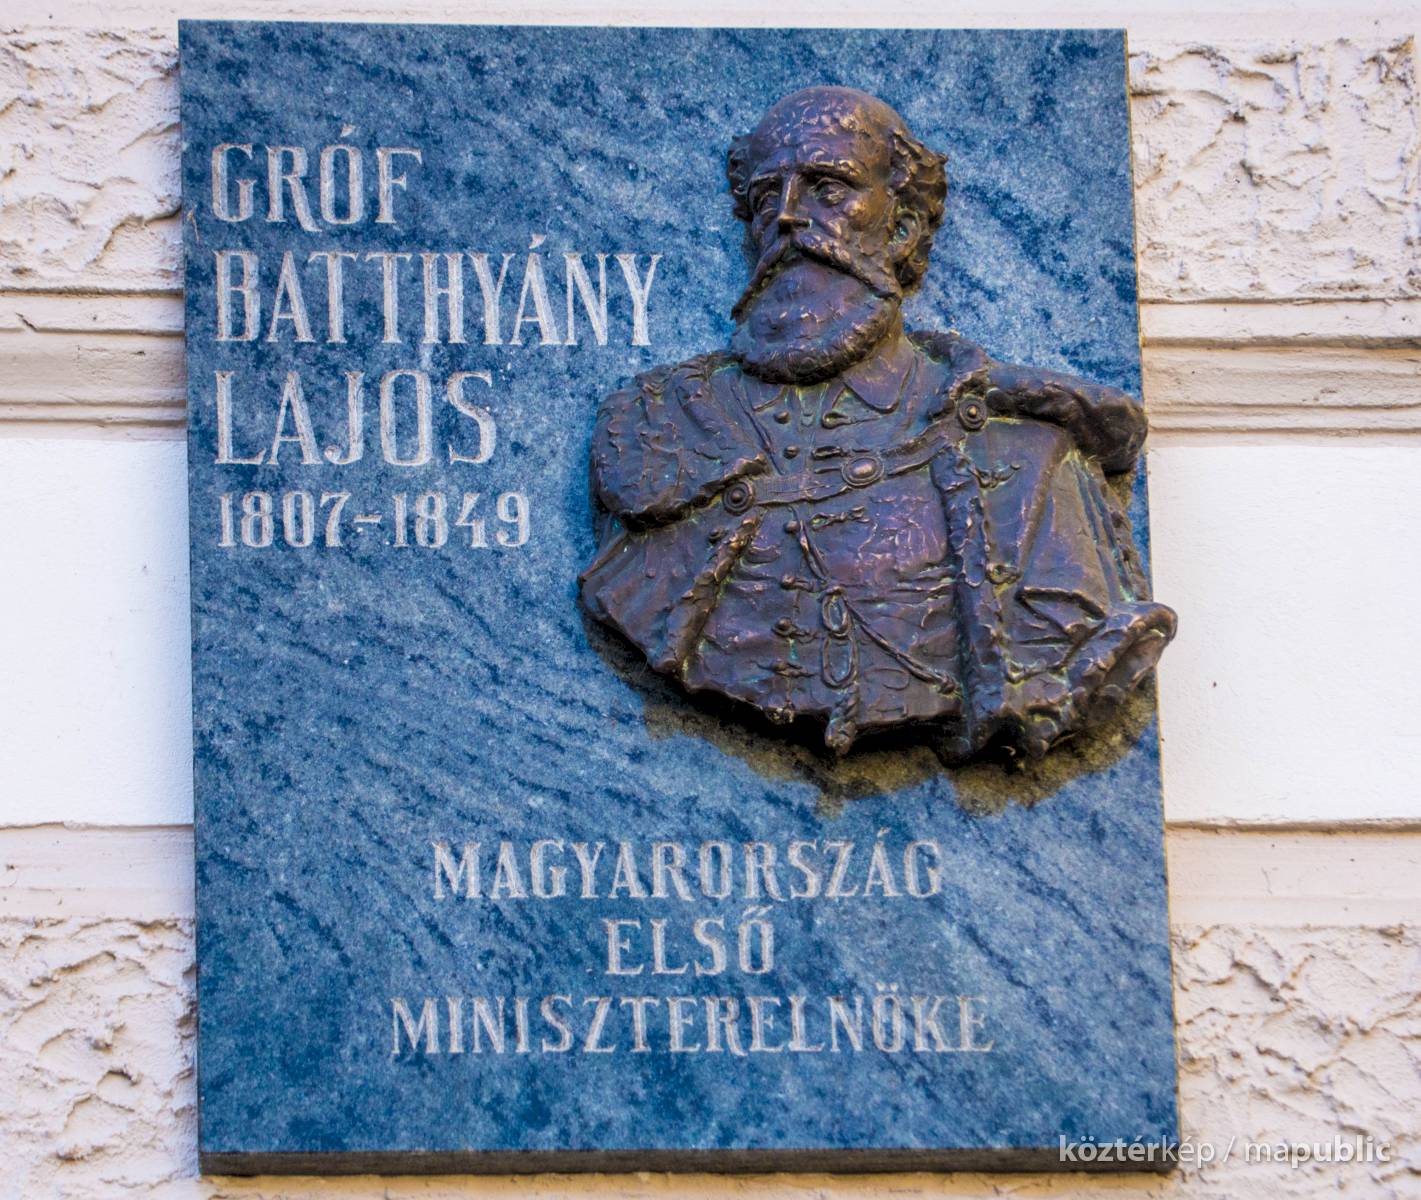 GRÓF
BATTHYÁNY
LAJOS
1807-1849
MAGYARORSZÁG
ELSŐ
MINISZTERELNÖKE
köztérkép / mapublic